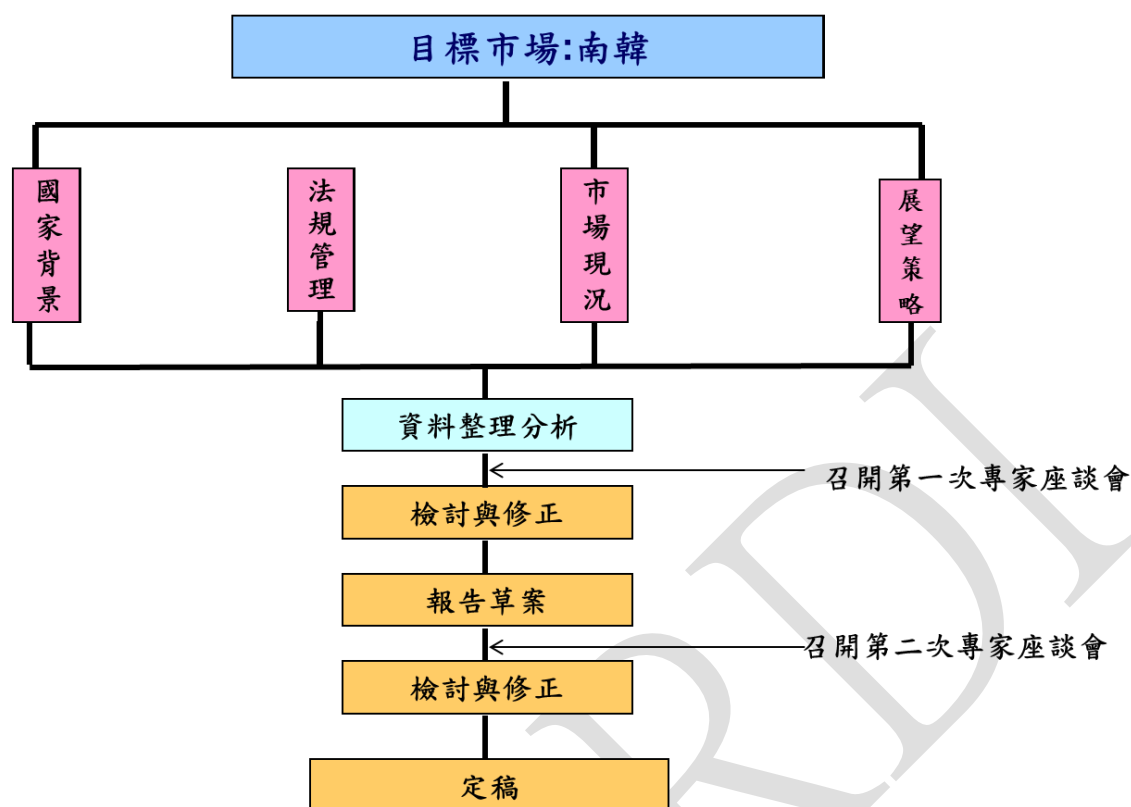 目標市場:南韓
國家背景
法規管理
市場現況
展望策略
資料整理分析
召開第一次專家座談會
檢討與修正
報告草案
召開第二次專家座談會
檢討與修正
定稿
RDI